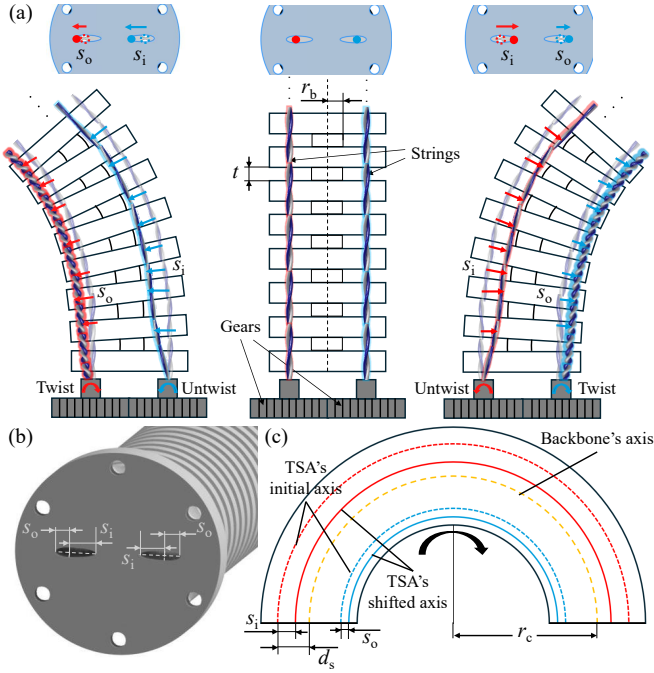 (a)
s_o
s_i
s_i
s_o
r_b
Strings
t
s_i
s_o
s_i
s_o
Gears
Twist
Untwist
Untwist
Twist
(b)
(c)
Backbone's axis
TSA's
initial axis
s_o
s_i
s_o
s_i
TSA's
shifted axis
s_i
s_o
d_s
r_c